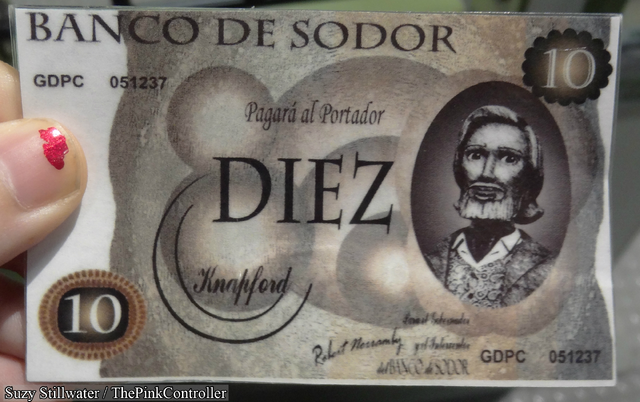 BANCO DE SODOR
10
GDPC 051237
Pagará al Portador
DIEZ
Knapford
10
Robert Norramby
del BANCO de SODOR
GDPC 051237
Suzy Stillwater / ThePinkController